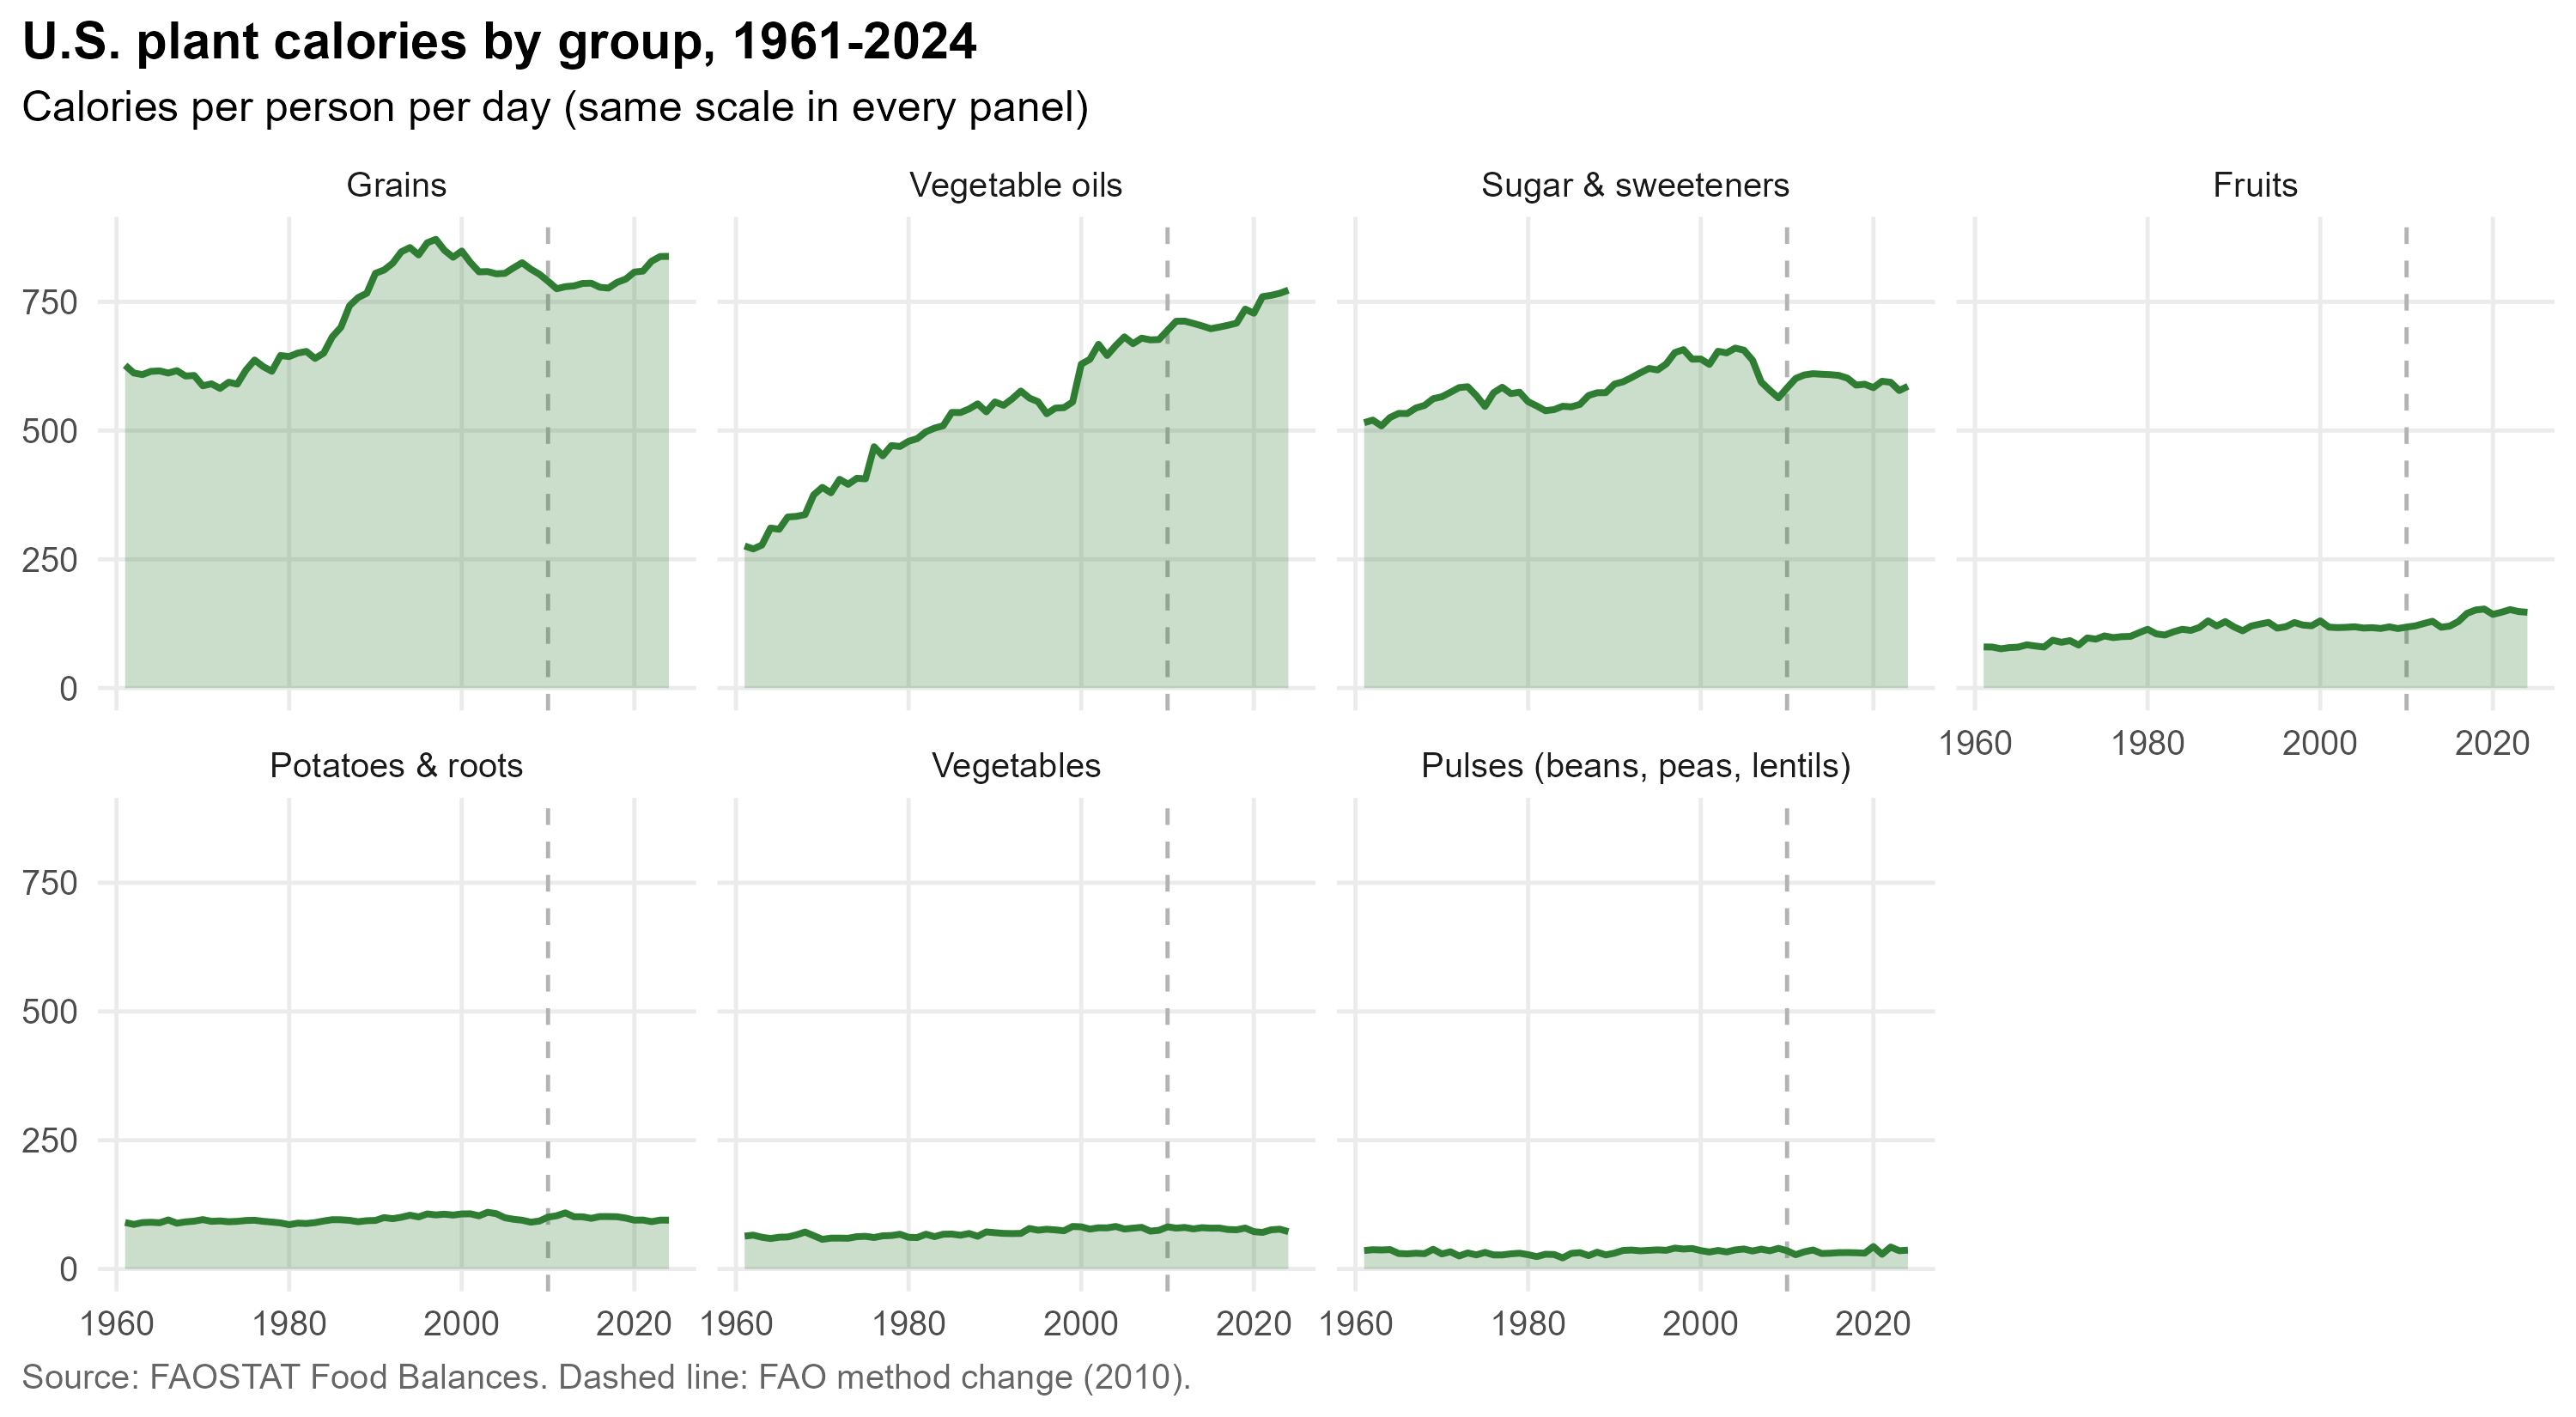 U.S. plant calories by group, 1961-2024
Calories per person per day (same scale in every panel)
Grains
Vegetable oils
Sugar & sweeteners
Fruits
750
500
250
0
1960 1980 2000 2020
Potatoes & roots
Vegetables
Pulses (beans, peas, lentils)
750
500
250
0
1960 1980 2000 2020 1960 1980 2000 2020 1960 1980 2000 2020
Source: FAOSTAT Food Balances. Dashed line: FAO method change (2010).